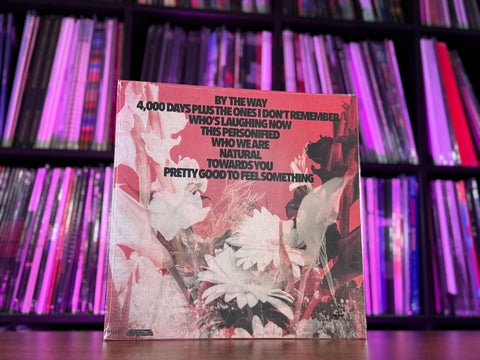 BY THE WAY
4,000 DAYS PLUS THE ONES I DON'T REMEMBER
WHO'S LAUGHING NOW
THIS PERSONIFIED
WHO WE ARE
NATURAL
TOWARDS YOU
PRETTY GOOD TO FEEL SOMETHING